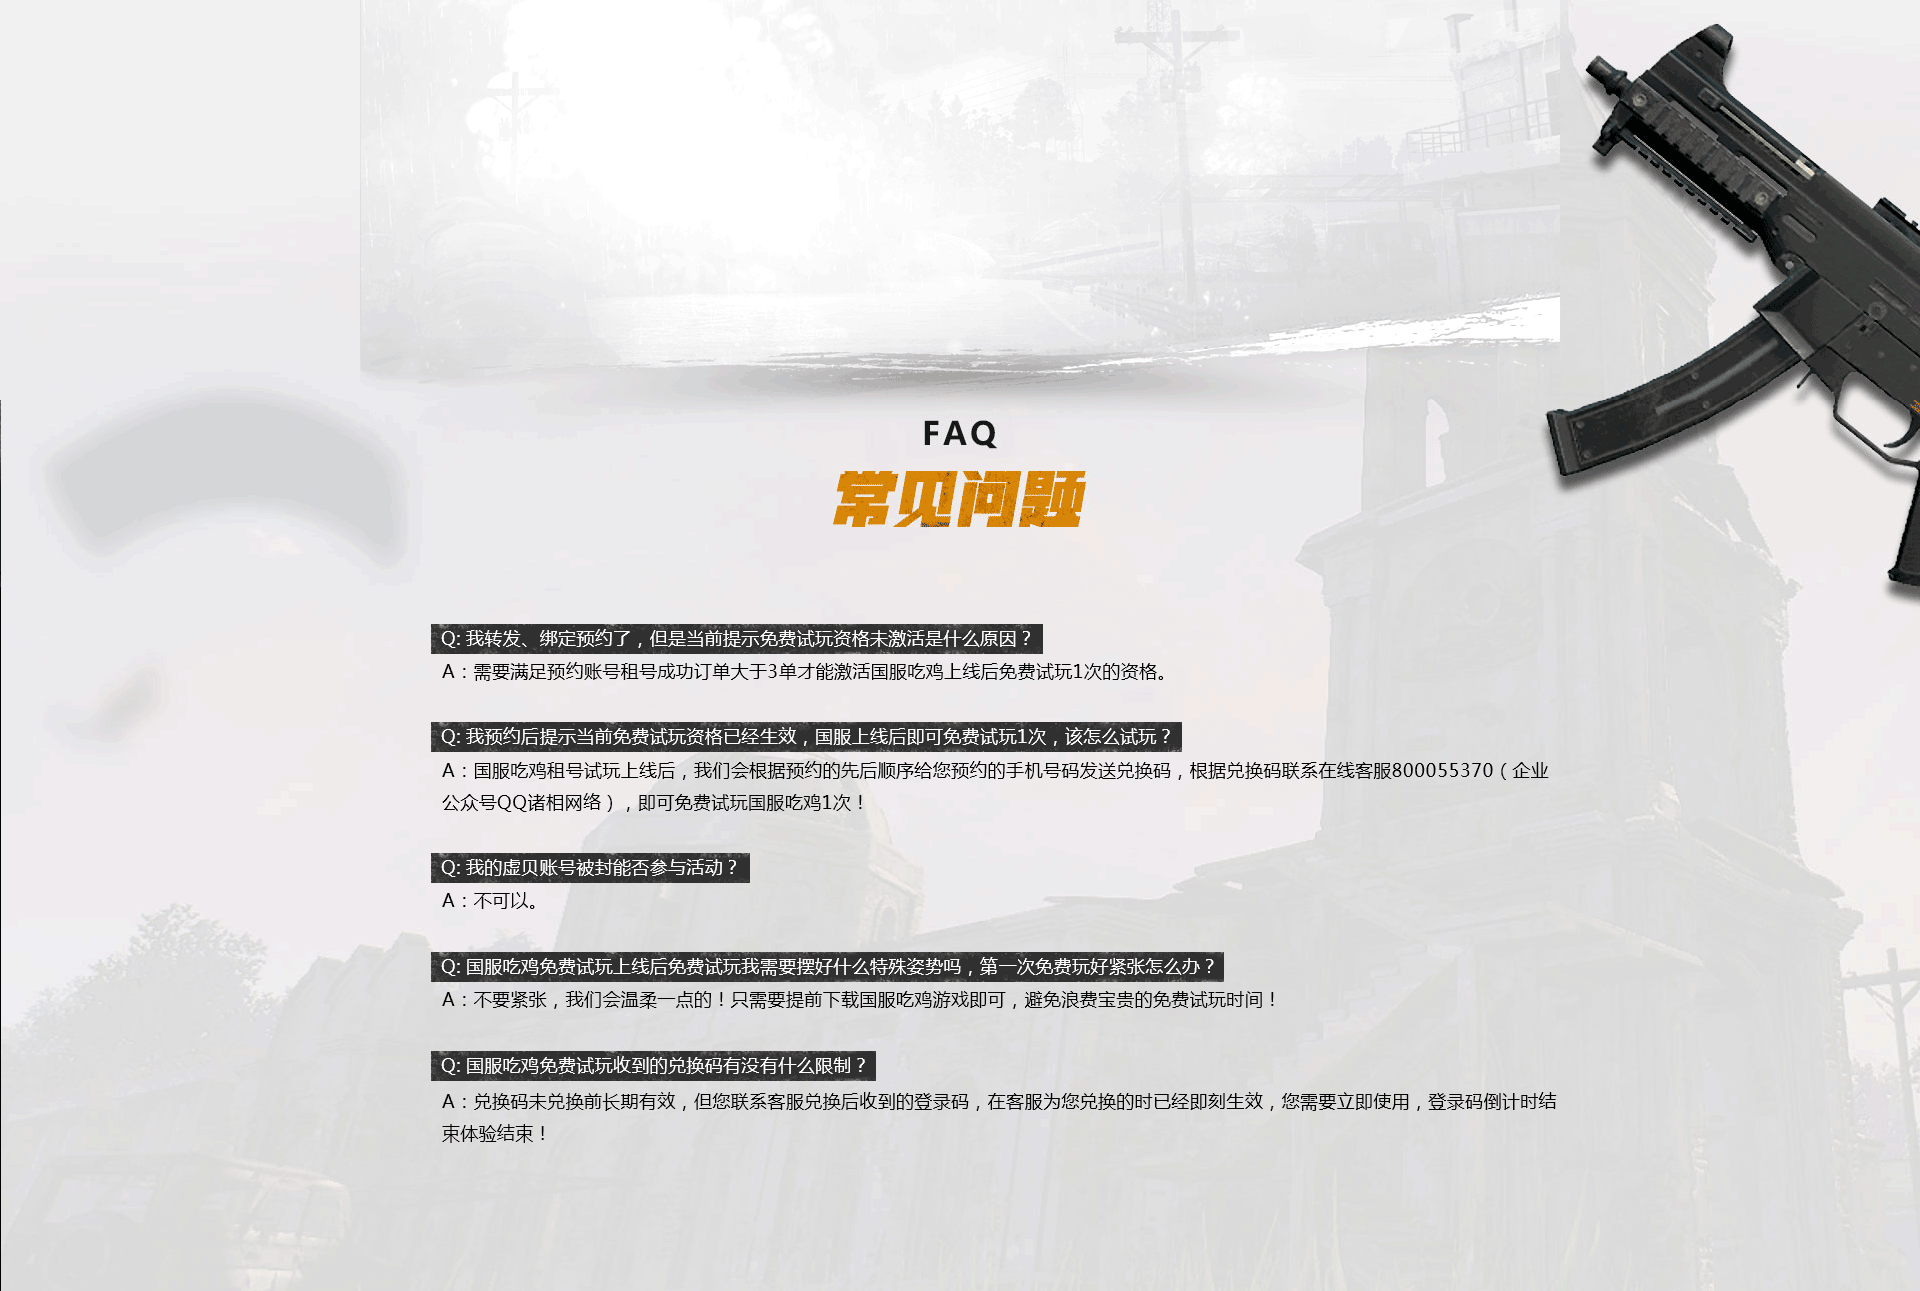 FAQ
常见问题
Q: 我转发、绑定预约了，但是当前提示免费试玩资格未激活是什么原因？
A：需要满足预约账号租号成功订单大于3单才能激活国服吃鸡上线后免费试玩1次的资格。
Q: 我预约后提示当前免费试玩资格已经生效，国服上线后即可免费试玩1次，该怎么试玩？
A：国服吃鸡租号试玩上线后，我们会根据预约的先后顺序给您预约的手机号码发送兑换码，根据兑换码联系在线客服800055370（企业
公众号QQ诸相网络），即可免费试玩国服吃鸡1次！
Q: 我的虚贝账号被封能否参与活动？
A：不可以。
Q: 国服吃鸡免费试玩上线后免费试玩我需要摆好什么特殊姿势吗，第一次免费玩好紧张怎么办？
A：不要紧张，我们会温柔一点的！只需要提前下载国服吃鸡游戏即可，避免浪费宝贵的免费试玩时间！
Q: 国服吃鸡免费试玩收到的兑换码有没有什么限制？
A：兑换码未兑换前长期有效，但您联系客服兑换后收到的登录码，在客服为您兑换的时已经即刻生效，您需要立即使用，登录码倒计时结
束体验结束！